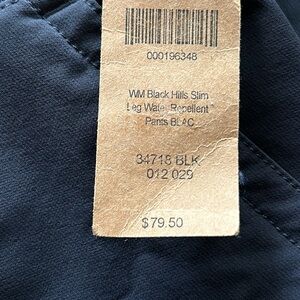 000196348
WM Black Hills Slim
Leg Water Repellent
Pants BLAC
34718 BLK
012 029
$79.50